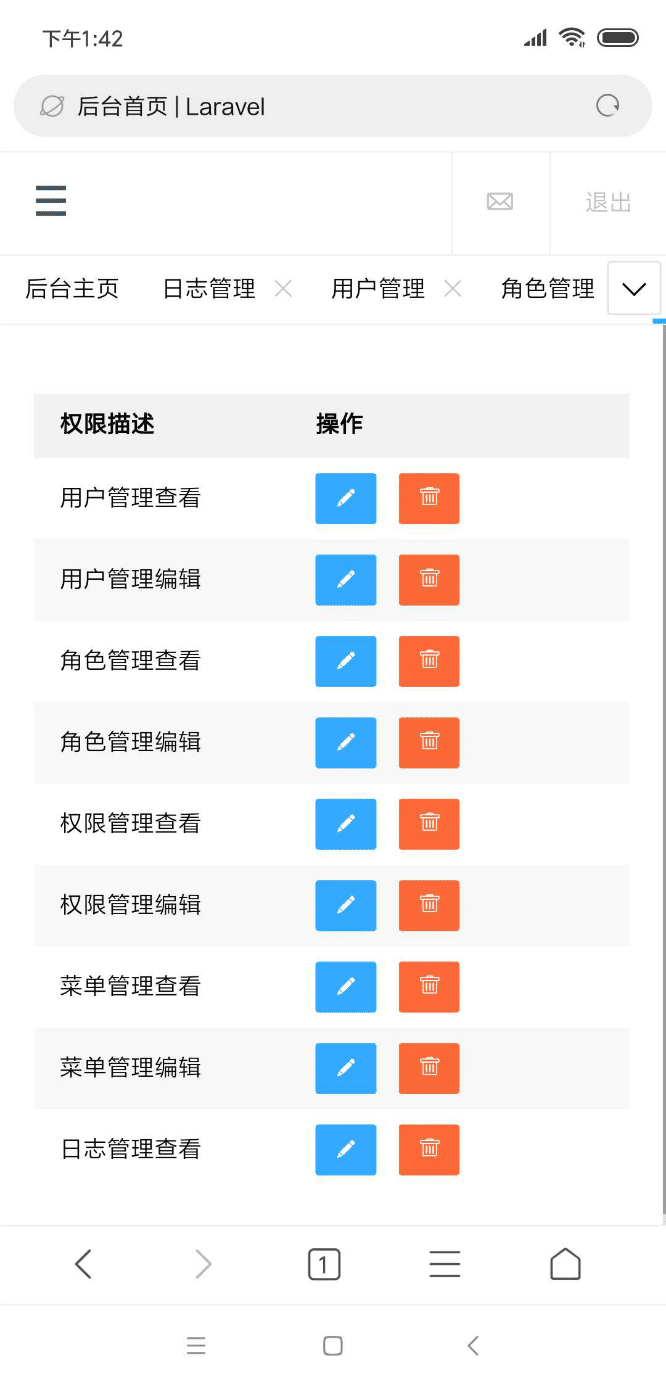 下午1:42
后台首页 | Laravel
退出
后台主页 日志管理 用户管理 角色管理
权限描述 操作
用户管理查看
用户管理编辑
角色管理查看
角色管理编辑
权限管理查看
权限管理编辑
菜单管理查看
菜单管理编辑
日志管理查看
1